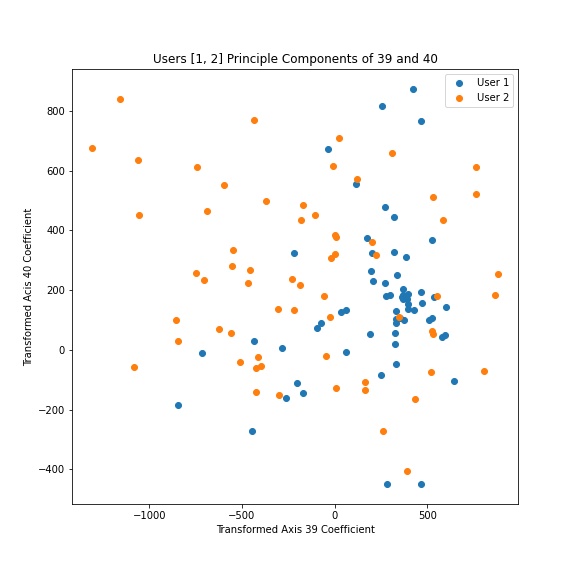 Users [1, 2] Principle Components of 39 and 40
User 1
User 2
Transformed Acis 40 Coefficient
800
600
400
200
0
−200
−400
−1000
−500
0
500
Transformed Axis 39 Coefficient